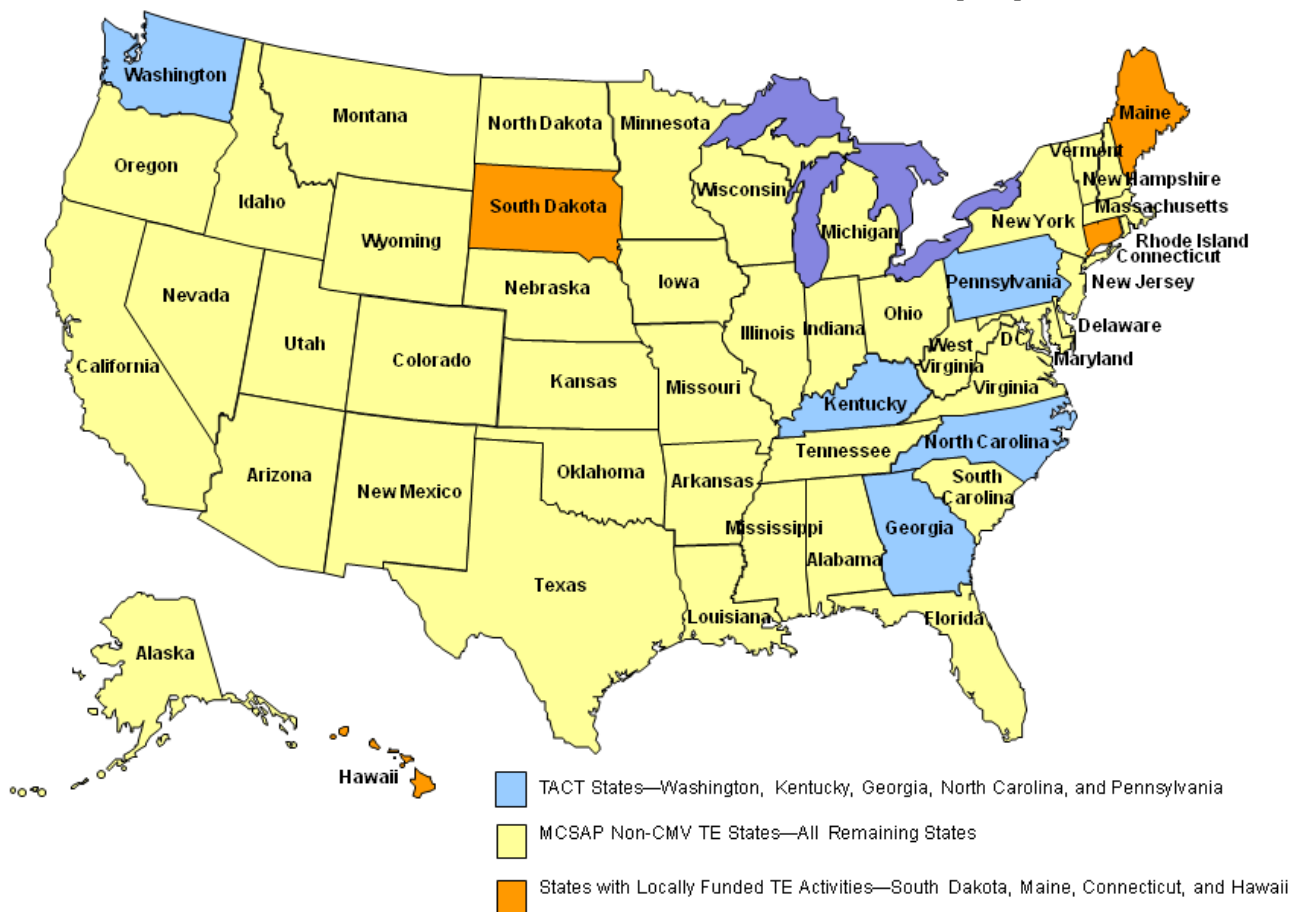 Washington
Maine
Montana
North Dakota
Minnesota
Vermont
Oregon
New Hampshire
Wisconsin
Idaho
South Dakota
Massachusetts
New York
Michigan
Wyoming
Rhode Island
Connecticut
Iowa
Pennsylvania
New Jersey
Nebraska
Nevada
Ohio
Delaware
Illinois
Indiana
Utah
DC
West
Virginia
Maryland
Colorado
California
Kansas
Missouri
Virginia
Kentucky
North Carolina
Tennessee
Oklahoma
Arizona
South
Carolina
Arkansas
New Mexico
Mississippi
Georgia
Alabama
Texas
Louisiana
Florida
Alaska
Hawaii
TACT States—Washington, Kentucky, Georgia, North Carolina, and Pennsylvania
MCSAP Non-CMV TE States—All Remaining States
States with Locally Funded TE Activities—South Dakota, Maine, Connecticut, and Hawaii